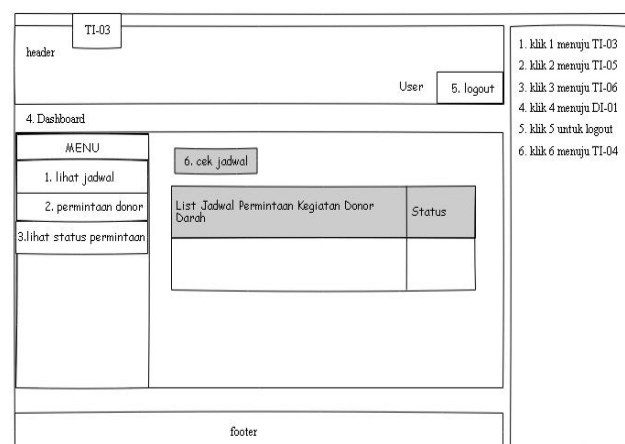 TI-03
header
User
5. logout
4. Dashboard
MENU
1. lihat jadwal
2. permintaan donor
3.lihat status permintaan
6. cek jadwal
List Jadwal Permintaan Kegiatan Donor
Darah
Status
footer
1. klik 1 menuju TI-03
2. klik 2 menuju TI-05
3. klik 3 menuju TI-06
4. klik 4 menuju DI-01
5. klik 5 untuk logout
6. klik 6 menuju TI-04